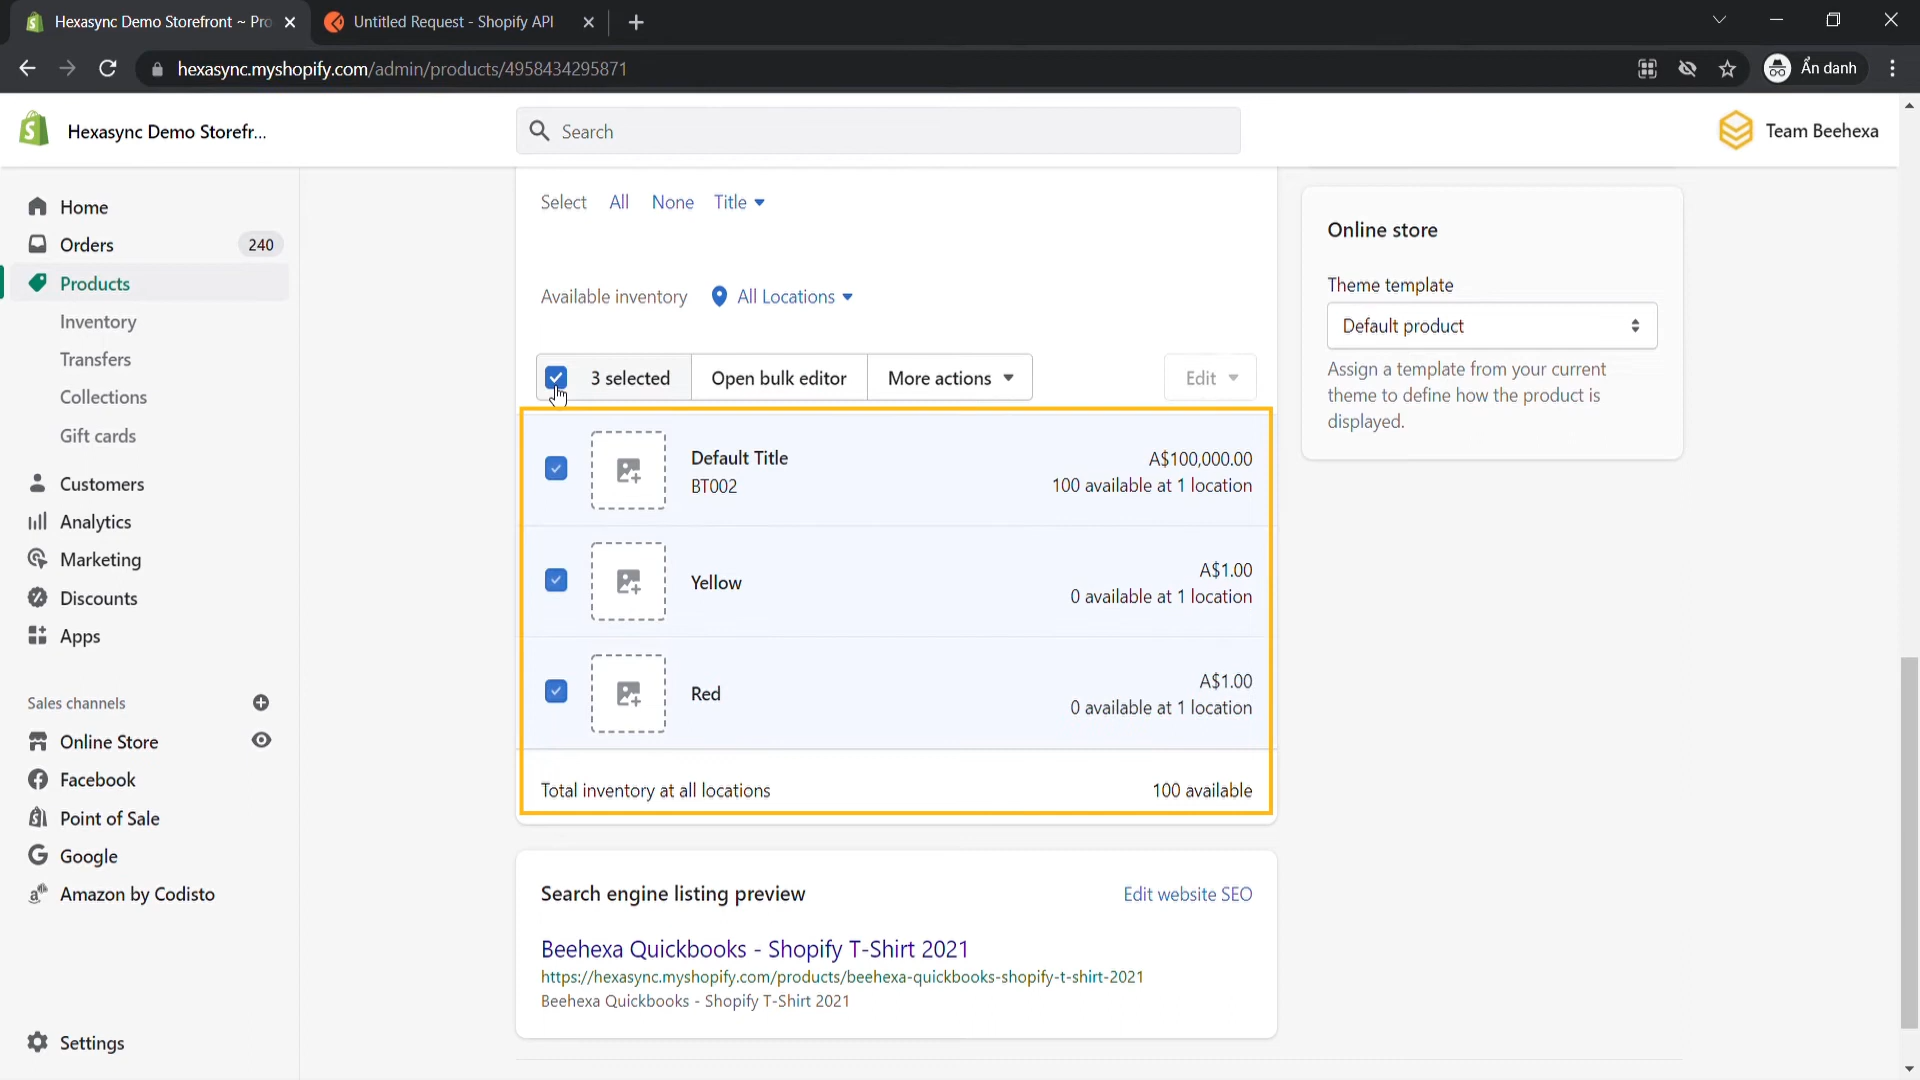 Hexasync Demo Storefront ~ Pro
Untitled Request - Shopify API
hexasync.myshopify.com/admin/products/4958434295871
Ẩn danh
Hexasync Demo Storefr...
Search
Team Beehexa
Home
Orders 240
Products
Inventory
Transfers
Collections
Gift cards
Customers
Analytics
Marketing
Discounts
Apps
Sales channels
Online Store
Facebook
Point of Sale
Google
Amazon by Codisto
Settings
Select All None Title
Available inventory All Locations
3 selected Open bulk editor More actions Edit
Default Title A$100,000.00
BT002 100 available at 1 location
Yellow A$1.00
0 available at 1 location
Red A$1.00
0 available at 1 location
Total inventory at all locations 100 available
Search engine listing preview Edit website SEO
Beehexa Quickbooks - Shopify T-Shirt 2021
https://hexasync.myshopify.com/products/beehexa-quickbooks-shopify-t-shirt-2021
Beehexa Quickbooks - Shopify T-Shirt 2021
Online store
Theme template
Default product
Assign a template from your current
theme to define how the product is
displayed.